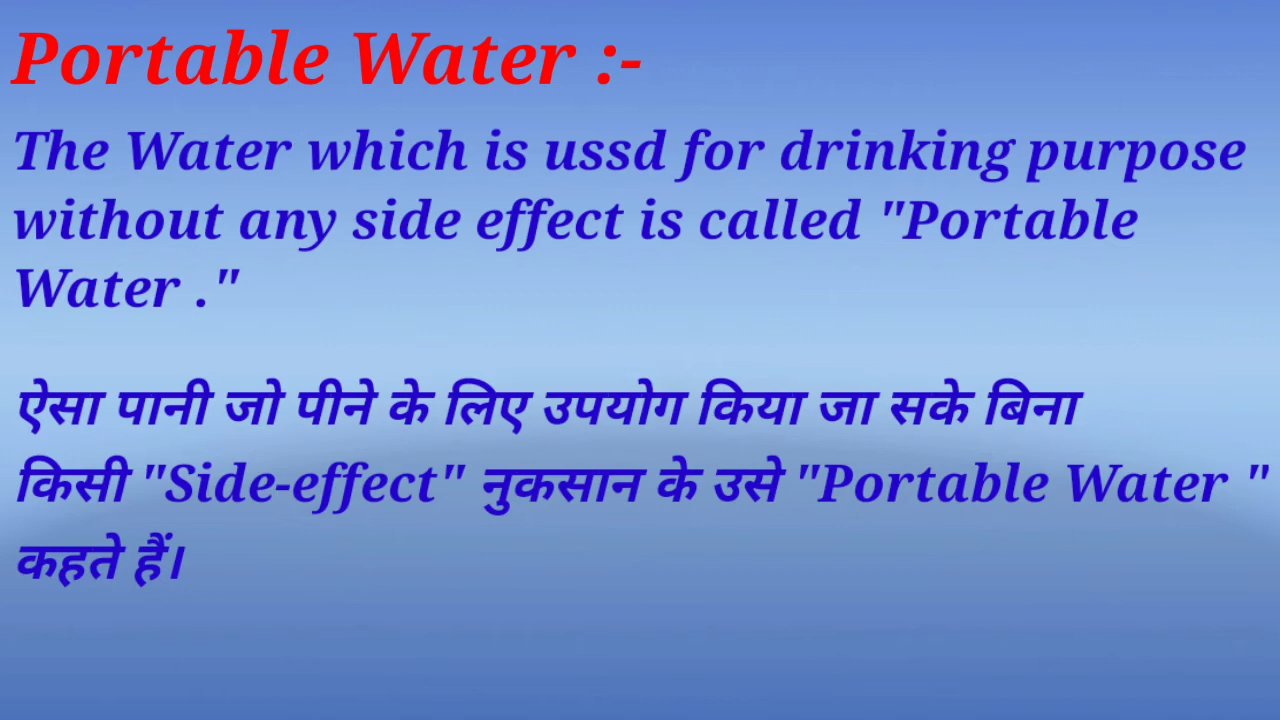 Portable Water :-
The Water which is ussd for drinking purpose
without any side effect is called "Portable
Water ."
ऐसा पानी जो पीने के लिए उपयोग किया जा सके बिना
किसी "Side-effect" नुकसान के उसे "Portable Water "
कहते हैं।